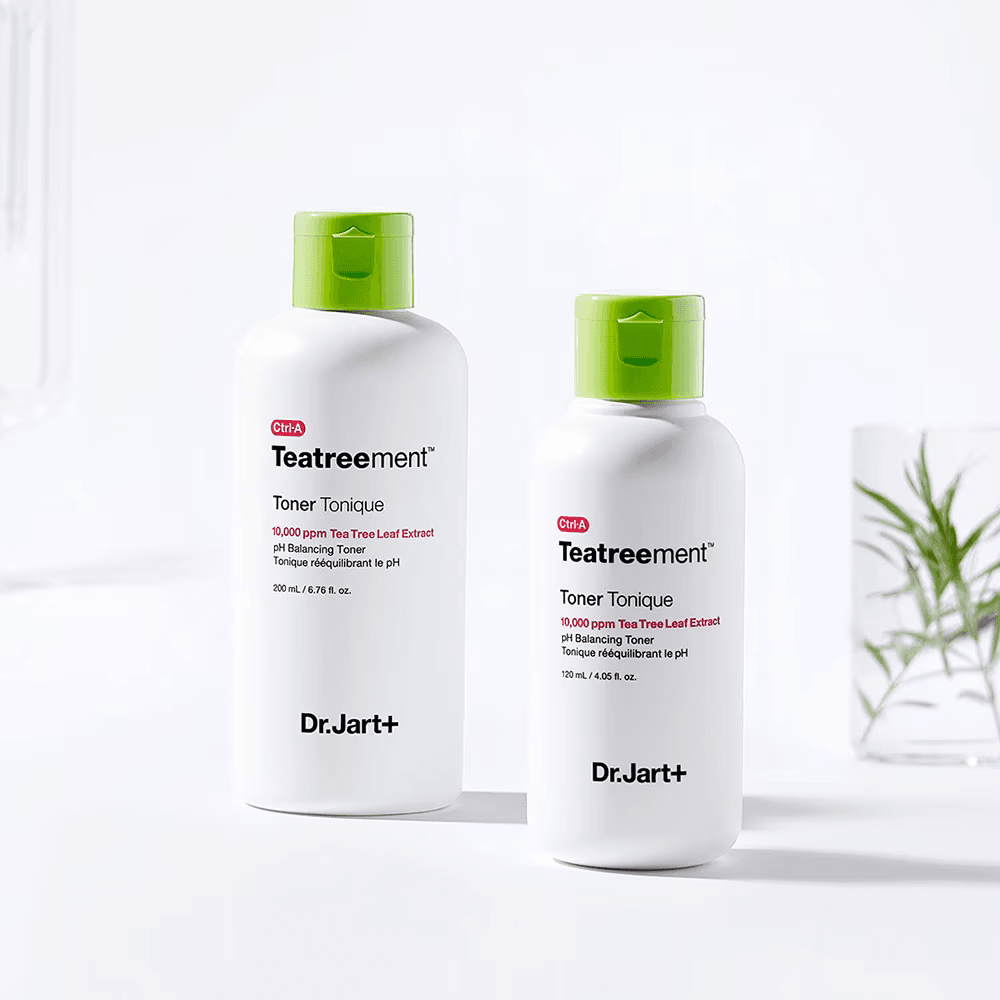 Ctrl·A
Teatreement™
Toner Tonique
10,000 ppm Tea Tree Leaf Extract
pH Balancing Toner
Tonique rééquilibrant le pH
200 mL / 6.76 fl. oz.
Dr.Jart+
Ctrl·A
Teatreement™
Toner Tonique
10,000 ppm Tea Tree Leaf Extract
pH Balancing Toner
Tonique rééquilibrant le pH
120 mL / 4.05 fl. oz.
Dr.Jart+